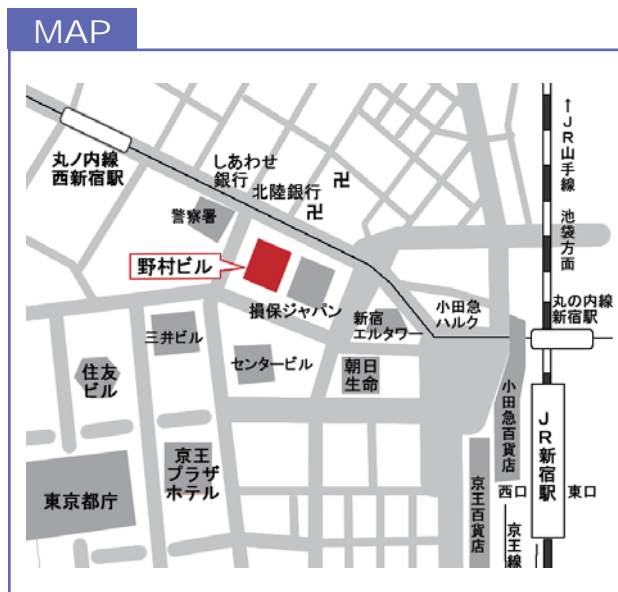 MAP
丸ノ内線
西新宿駅
しあわせ
銀行
北陸銀行
卍
卍
警察署
野村ビル
損保ジャパン
↑JR山手線 池袋方面
丸の内線
新宿駅
小田急
ハルク
新宿
エルタワー
三井ビル
センタービル
朝日
生命
住友
ビル
小田急百貨店
JR新宿駅
京王
プラザ
ホテル
東京都庁
京王百貨店
西口
東口
京王線